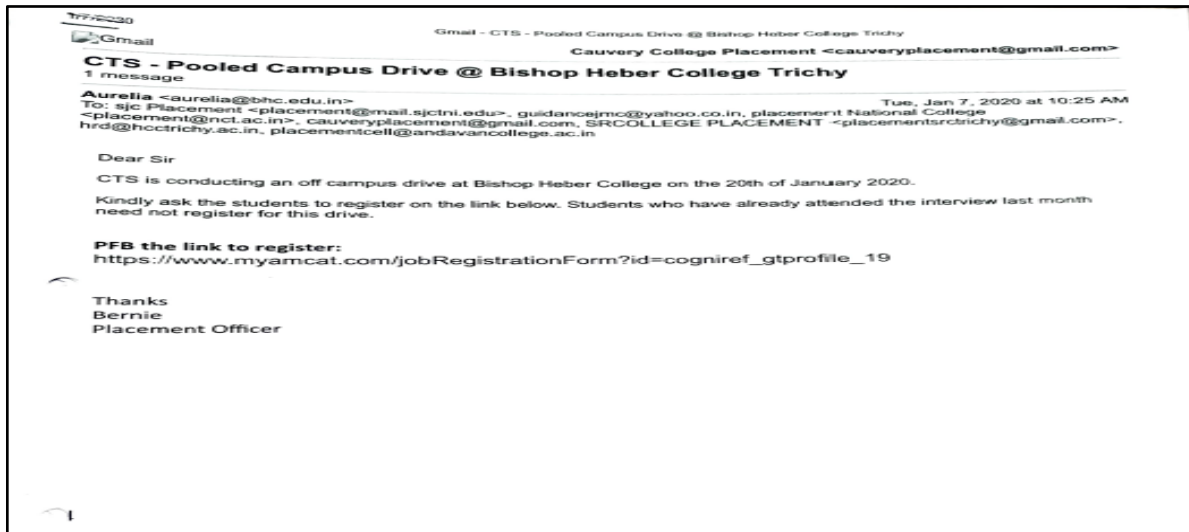 Gmail - CTS - Pooled Campus Drive @ Bishop Heber College Trichy
Gmail
Cauvery College Placement <cauveryplacement@gmail.com>
CTS - Pooled Campus Drive @ Bishop Heber College Trichy
1 message
Aurelia <aurelia@bhc.edu.in>
Tue, Jan 7, 2020 at 10:25 AM
To: sjc Placement <placement@mail.sjctni.edu>, guidancejmc@yahoo.co.in, placement National College
<placement@nct.ac.in>, cauveryplacement@gmail.com, SRCOLLEGE PLACEMENT <placementsrctrichy@gmail.com>,
hrd@hcctrichy.ac.in, placementcell@andavancollege.ac.in
Dear Sir
CTS is conducting an off campus drive at Bishop Heber College on the 20th of January 2020.
Kindly ask the students to register on the link below. Students who have already attended the interview last month
need not register for this drive.
PFB the link to register:
https://www.myamcat.com/jobRegistrationForm?id=cogniref_gtprofile_19
Thanks
Bernie
Placement Officer